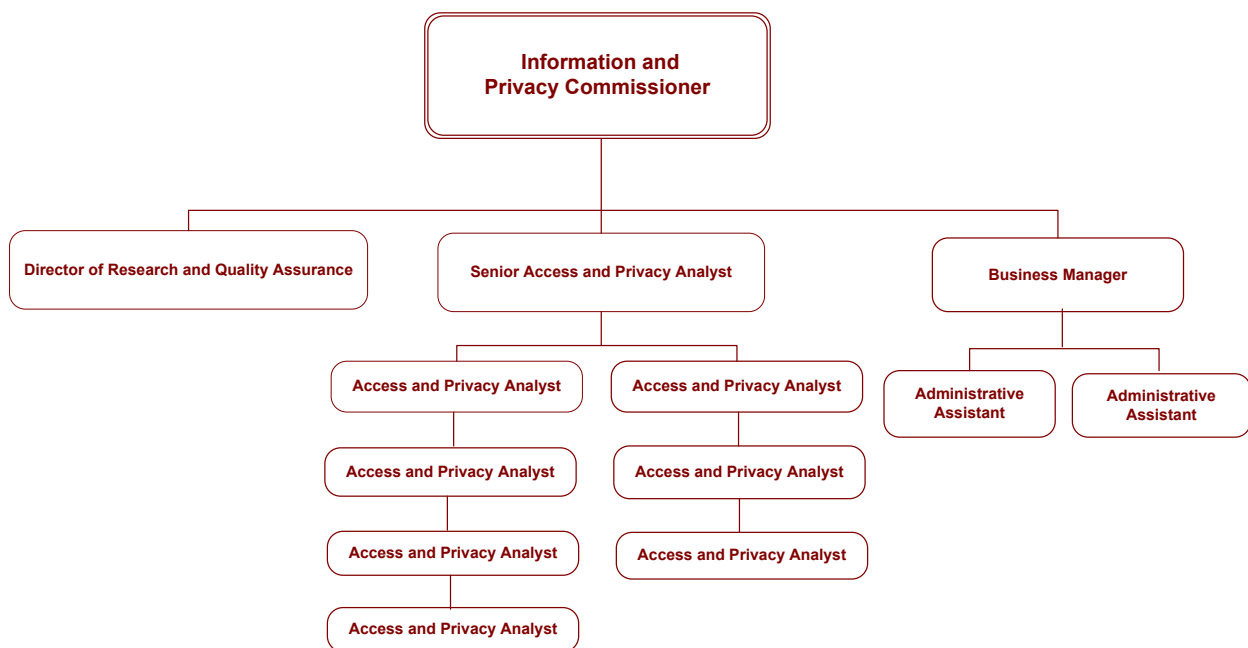 Information and
Privacy Commissioner
Director of Research and Quality Assurance
Senior Access and Privacy Analyst
Business Manager
Access and Privacy Analyst
Access and Privacy Analyst
Administrative
Assistant
Administrative
Assistant
Access and Privacy Analyst
Access and Privacy Analyst
Access and Privacy Analyst
Access and Privacy Analyst
Access and Privacy Analyst